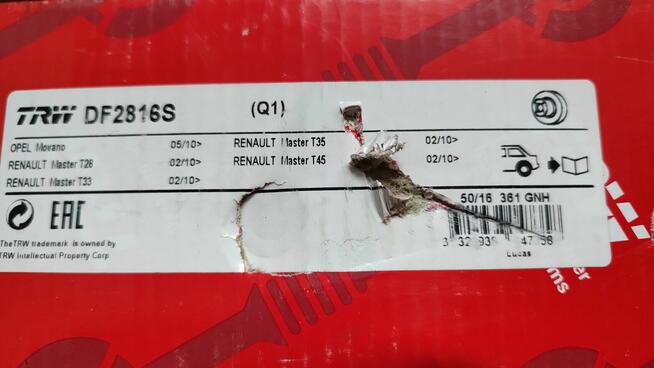 TRW DF2816S (Q1)
OPEL Movano 05/10> RENAULT Master T35 02/10>
RENAULT Master T28 02/10> RENAULT Master T45 02/10>
RENAULT Master T33 02/10>
50/16 361 GNH
EAC
The TRW trademark is owned by
TRW Intellectual Property Corp
Lucas